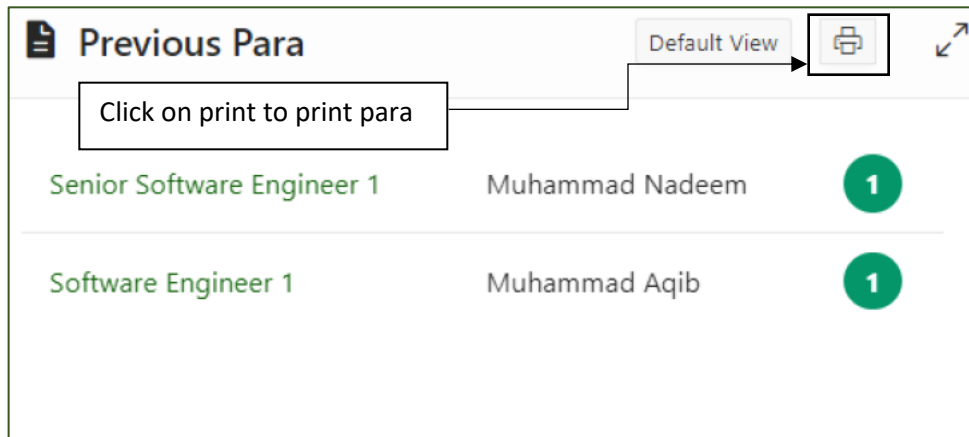 Previous Para
Default View
Click on print to print para
Senior Software Engineer 1 Muhammad Nadeem 1
Software Engineer 1 Muhammad Aqib 1